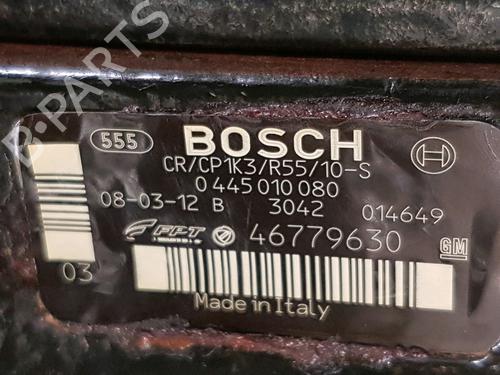 555 BOSCH
CR/CP1K3/R55/10-S
0 445 010 080
08-03-12 B 3042 014649
FPT 46779630 GM
03
Made in Italy
B-PARTS